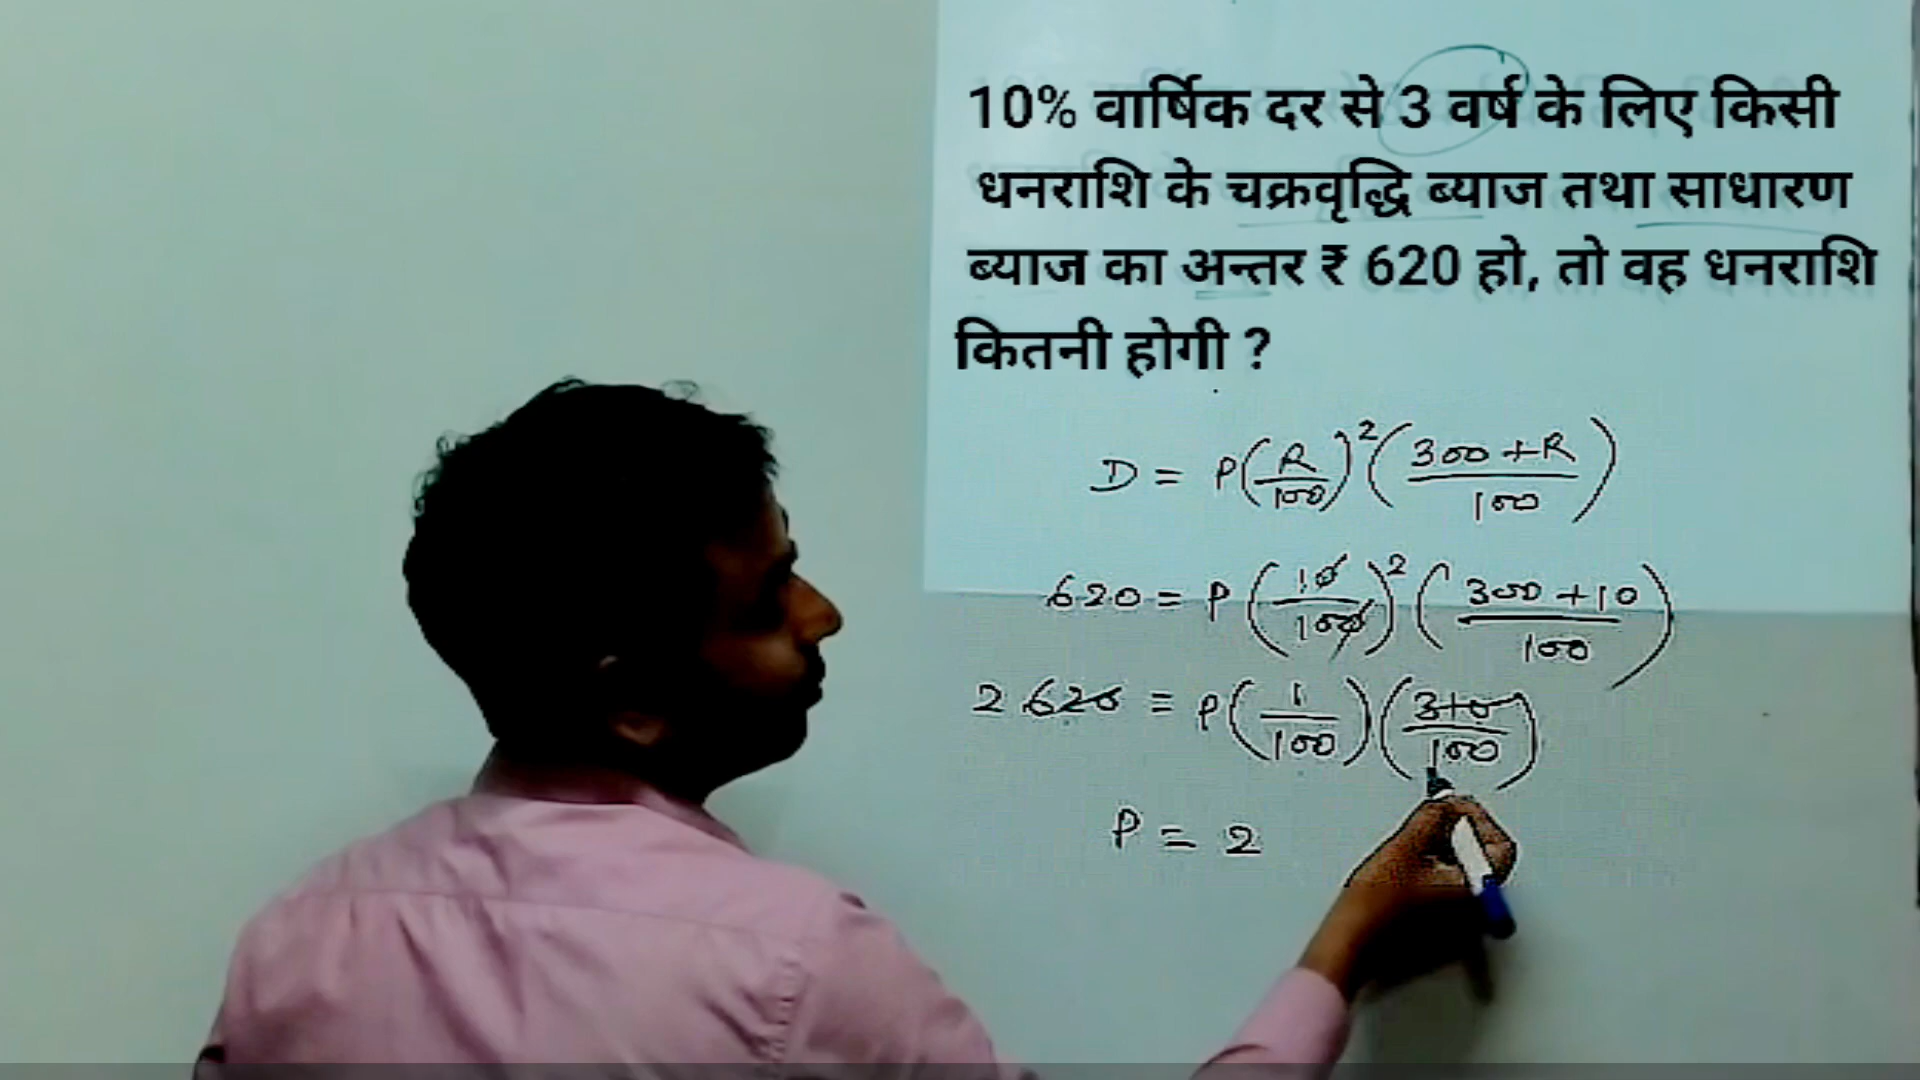 10% वार्षिक दर से 3 वर्ष के लिए किसी
धनराशि के चक्रवृद्धि ब्याज तथा साधारण
ब्याज का अन्तर ₹ 620 हो, तो वह धनराशि
कितनी होगी ?
D = P(R/100)²(300+R/100)
620 = P(10/100)²(300+10/100)
2 620 = P(1/100)(310/100)
P = 2